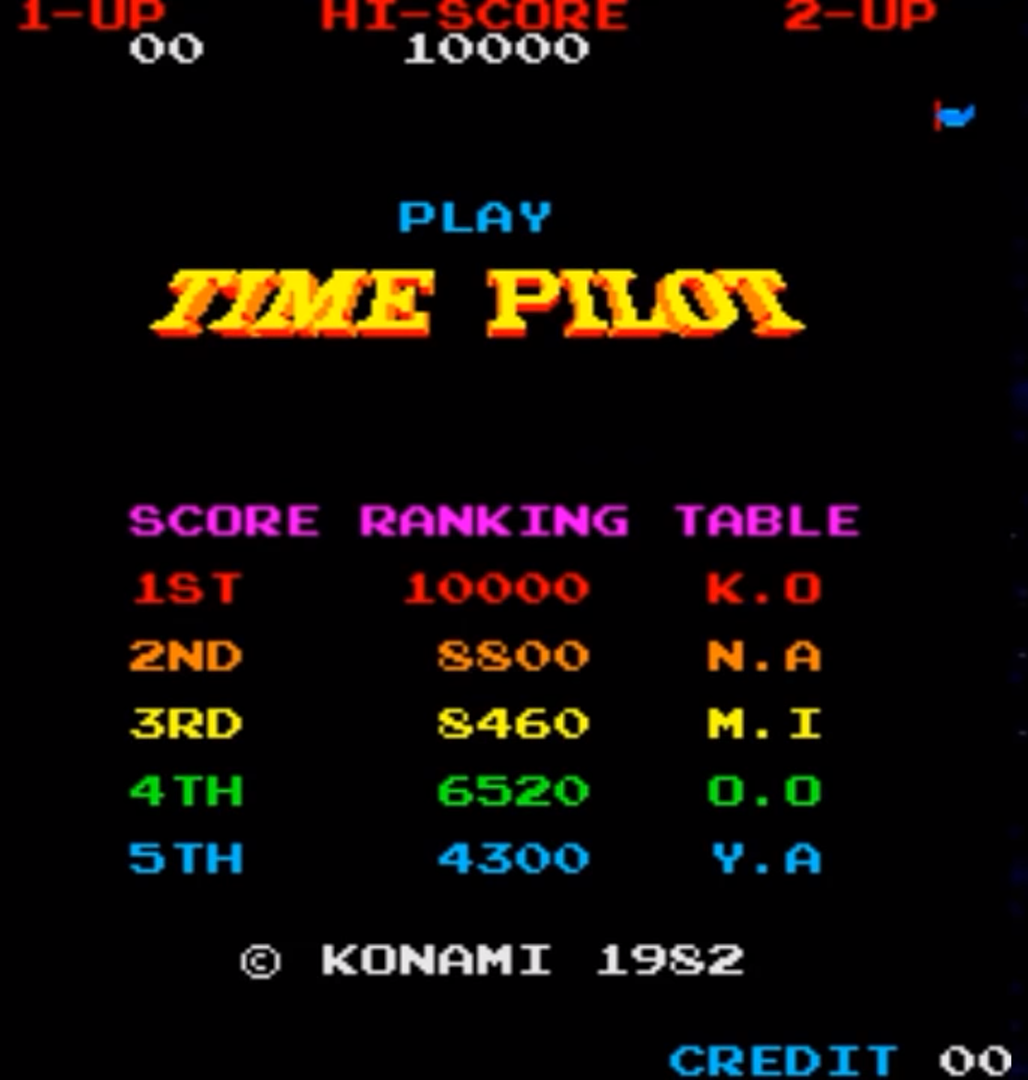 1-UP HI-SCORE 2-UP
00 10000
PLAY
TIME PILOT
SCORE RANKING TABLE
1ST 10000 K.O
2ND 8800 N.A
3RD 8460 M.I
4TH 6520 O.O
5TH 4300 Y.A
© KONAMI 1982
CREDIT 00